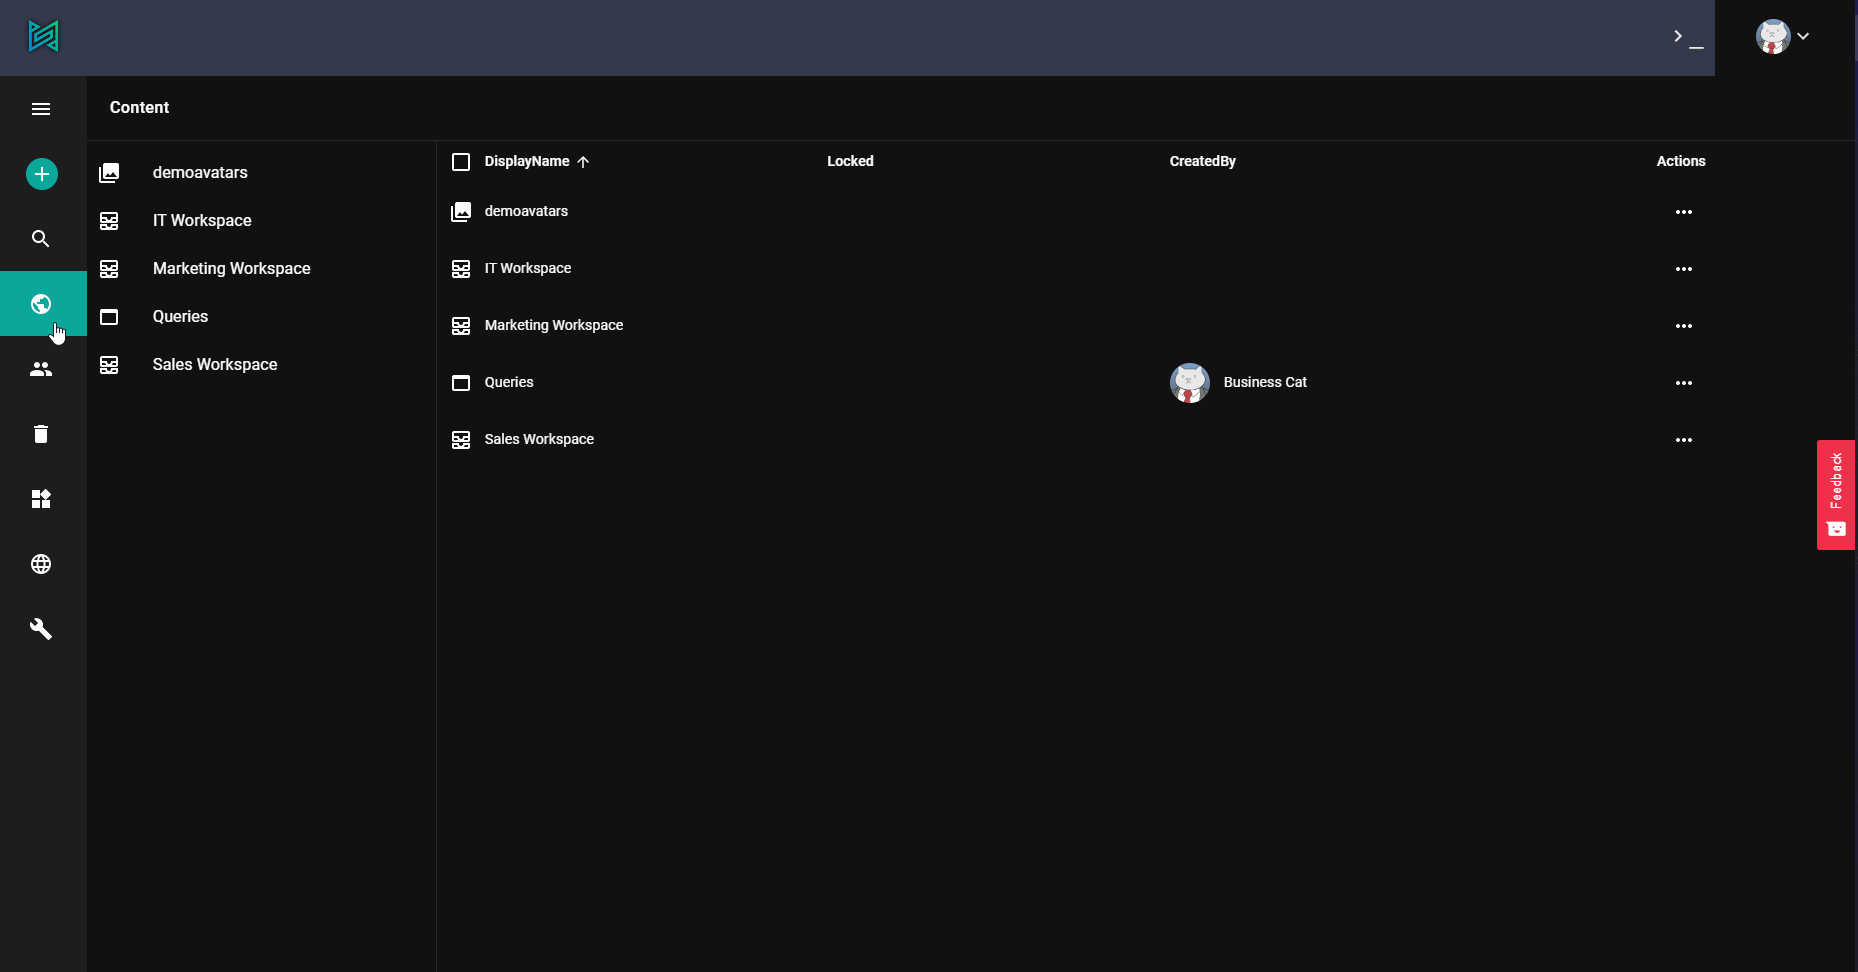 Content
demoavatars
IT Workspace
Marketing Workspace
Queries
Sales Workspace
DisplayName Locked CreatedBy Actions
demoavatars
IT Workspace
Marketing Workspace
Queries Business Cat
Sales Workspace
Feedback